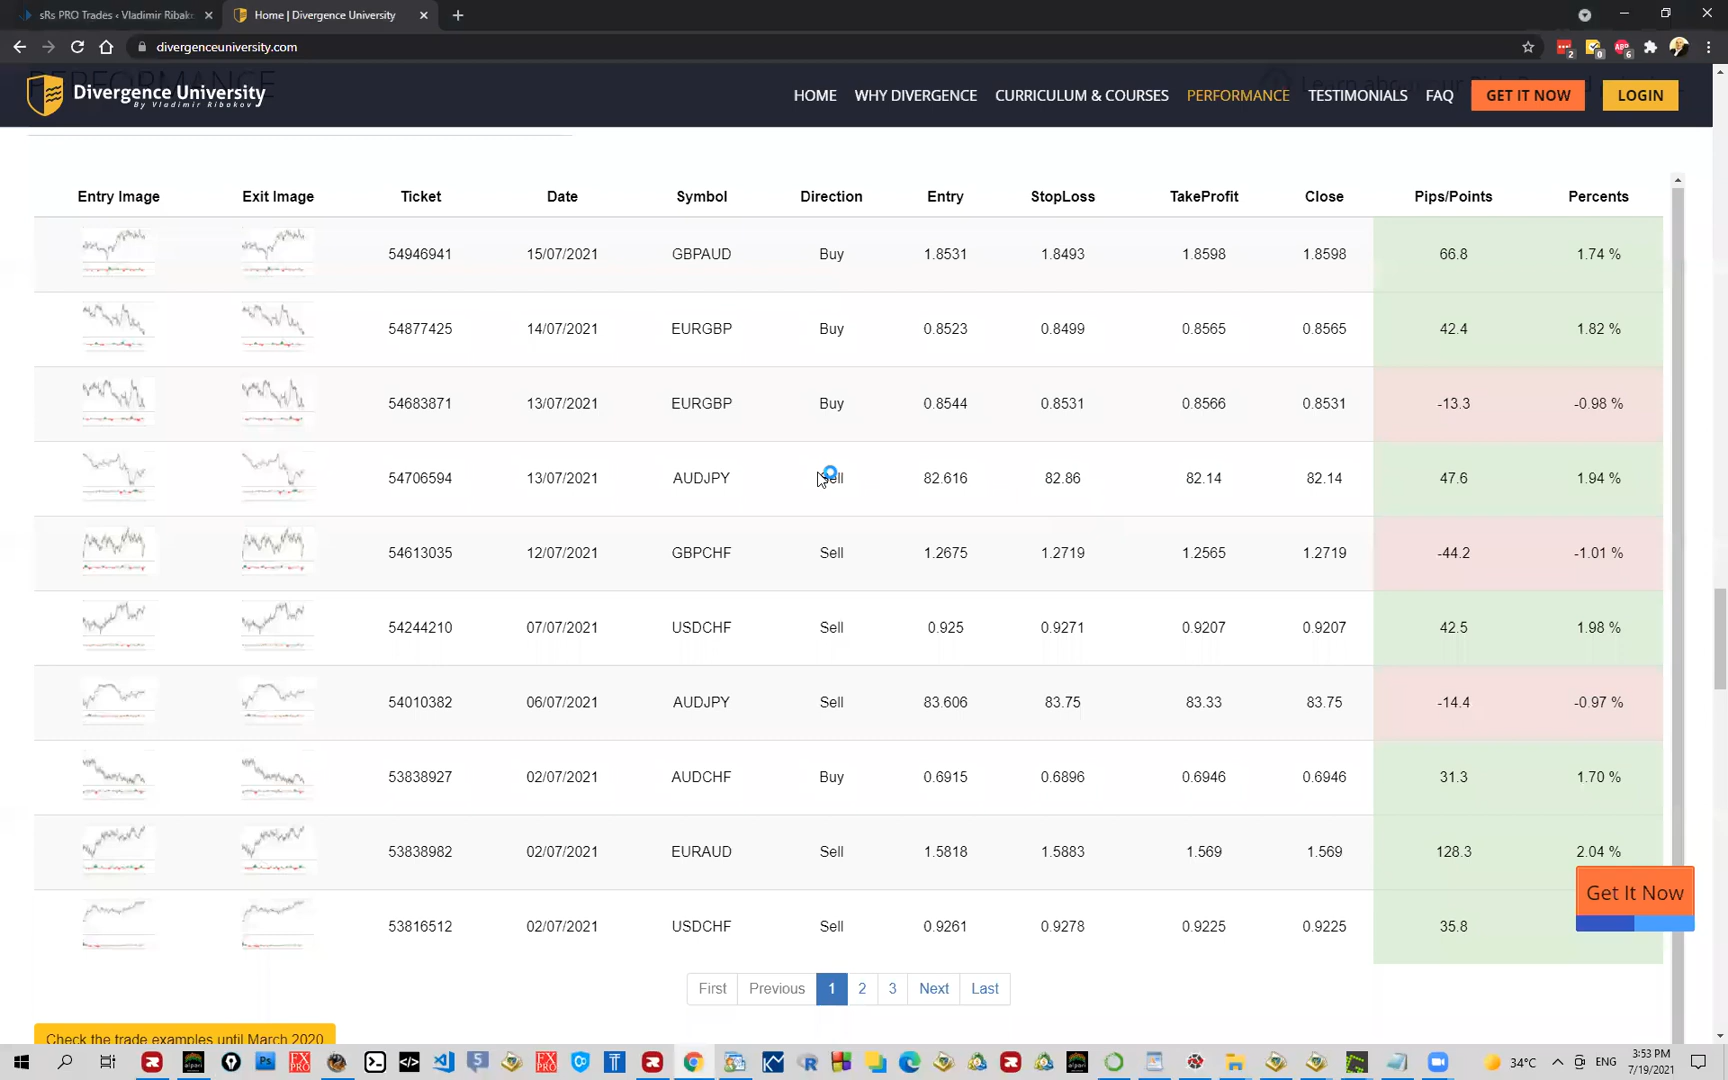 sRs PRO Trades ‹ Vladimir Ribak
Home | Divergence University
divergenceuniversity.com
PERFORMANCE
Divergence University
By Vladimir Ribakov
HOME WHY DIVERGENCE CURRICULUM & COURSES PERFORMANCE TESTIMONIALS FAQ GET IT NOW LOGIN
Entry Image Exit Image Ticket Date Symbol Direction Entry StopLoss TakeProfit Close Pips/Points Percents
54946941 15/07/2021 GBPAUD Buy 1.8531 1.8493 1.8598 1.8598 66.8 1.74 %
54877425 14/07/2021 EURGBP Buy 0.8523 0.8499 0.8565 0.8565 42.4 1.82 %
54683871 13/07/2021 EURGBP Buy 0.8544 0.8531 0.8566 0.8531 -13.3 -0.98 %
54706594 13/07/2021 AUDJPY Sell 82.616 82.86 82.14 82.14 47.6 1.94 %
54613035 12/07/2021 GBPCHF Sell 1.2675 1.2719 1.2565 1.2719 -44.2 -1.01 %
54244210 07/07/2021 USDCHF Sell 0.925 0.9271 0.9207 0.9207 42.5 1.98 %
54010382 06/07/2021 AUDJPY Sell 83.606 83.75 83.33 83.75 -14.4 -0.97 %
53838927 02/07/2021 AUDCHF Buy 0.6915 0.6896 0.6946 0.6946 31.3 1.70 %
53838982 02/07/2021 EURAUD Sell 1.5818 1.5883 1.569 1.569 128.3 2.04 %
53816512 02/07/2021 USDCHF Sell 0.9261 0.9278 0.9225 0.9225 35.8
Get It Now
First Previous 1 2 3 Next Last
Check the trade examples until March 2020
34°C ENG 3:53 PM
7/19/2021